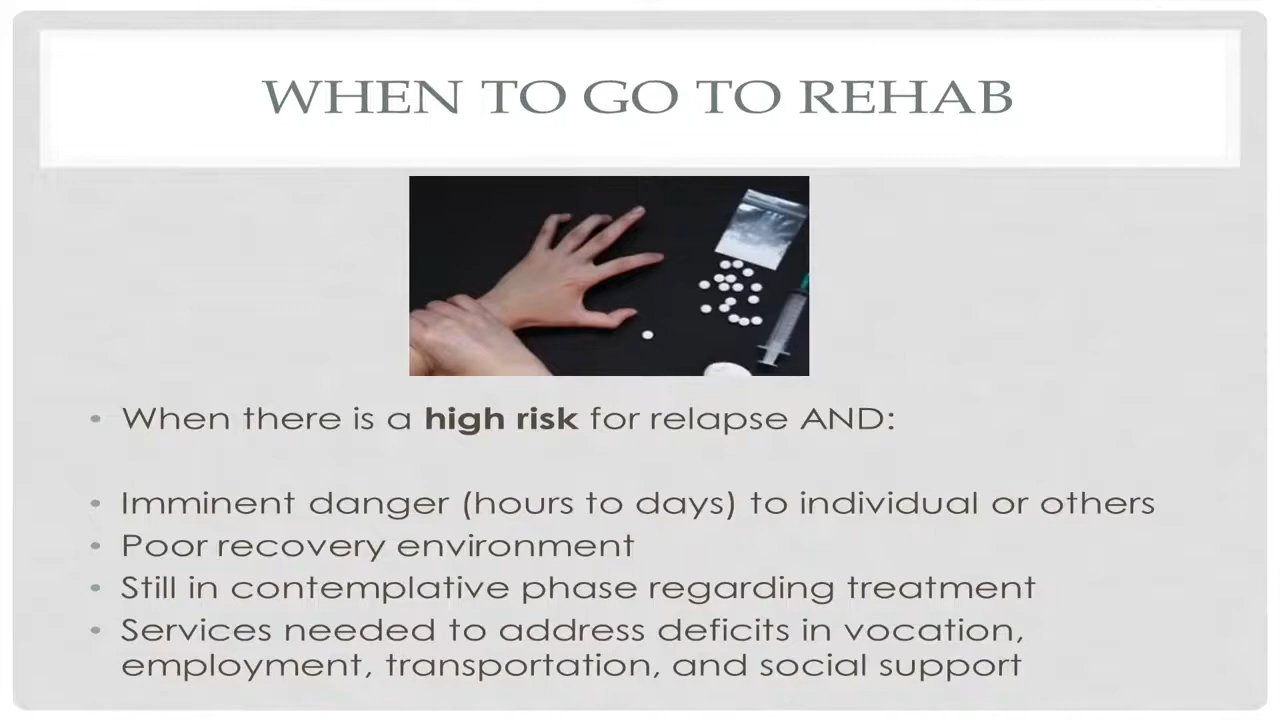 WHEN TO GO TO REHAB
• When there is a high risk for relapse AND:
• Imminent danger (hours to days) to individual or others
• Poor recovery environment
• Still in contemplative phase regarding treatment
• Services needed to address deficits in vocation,
employment, transportation, and social support